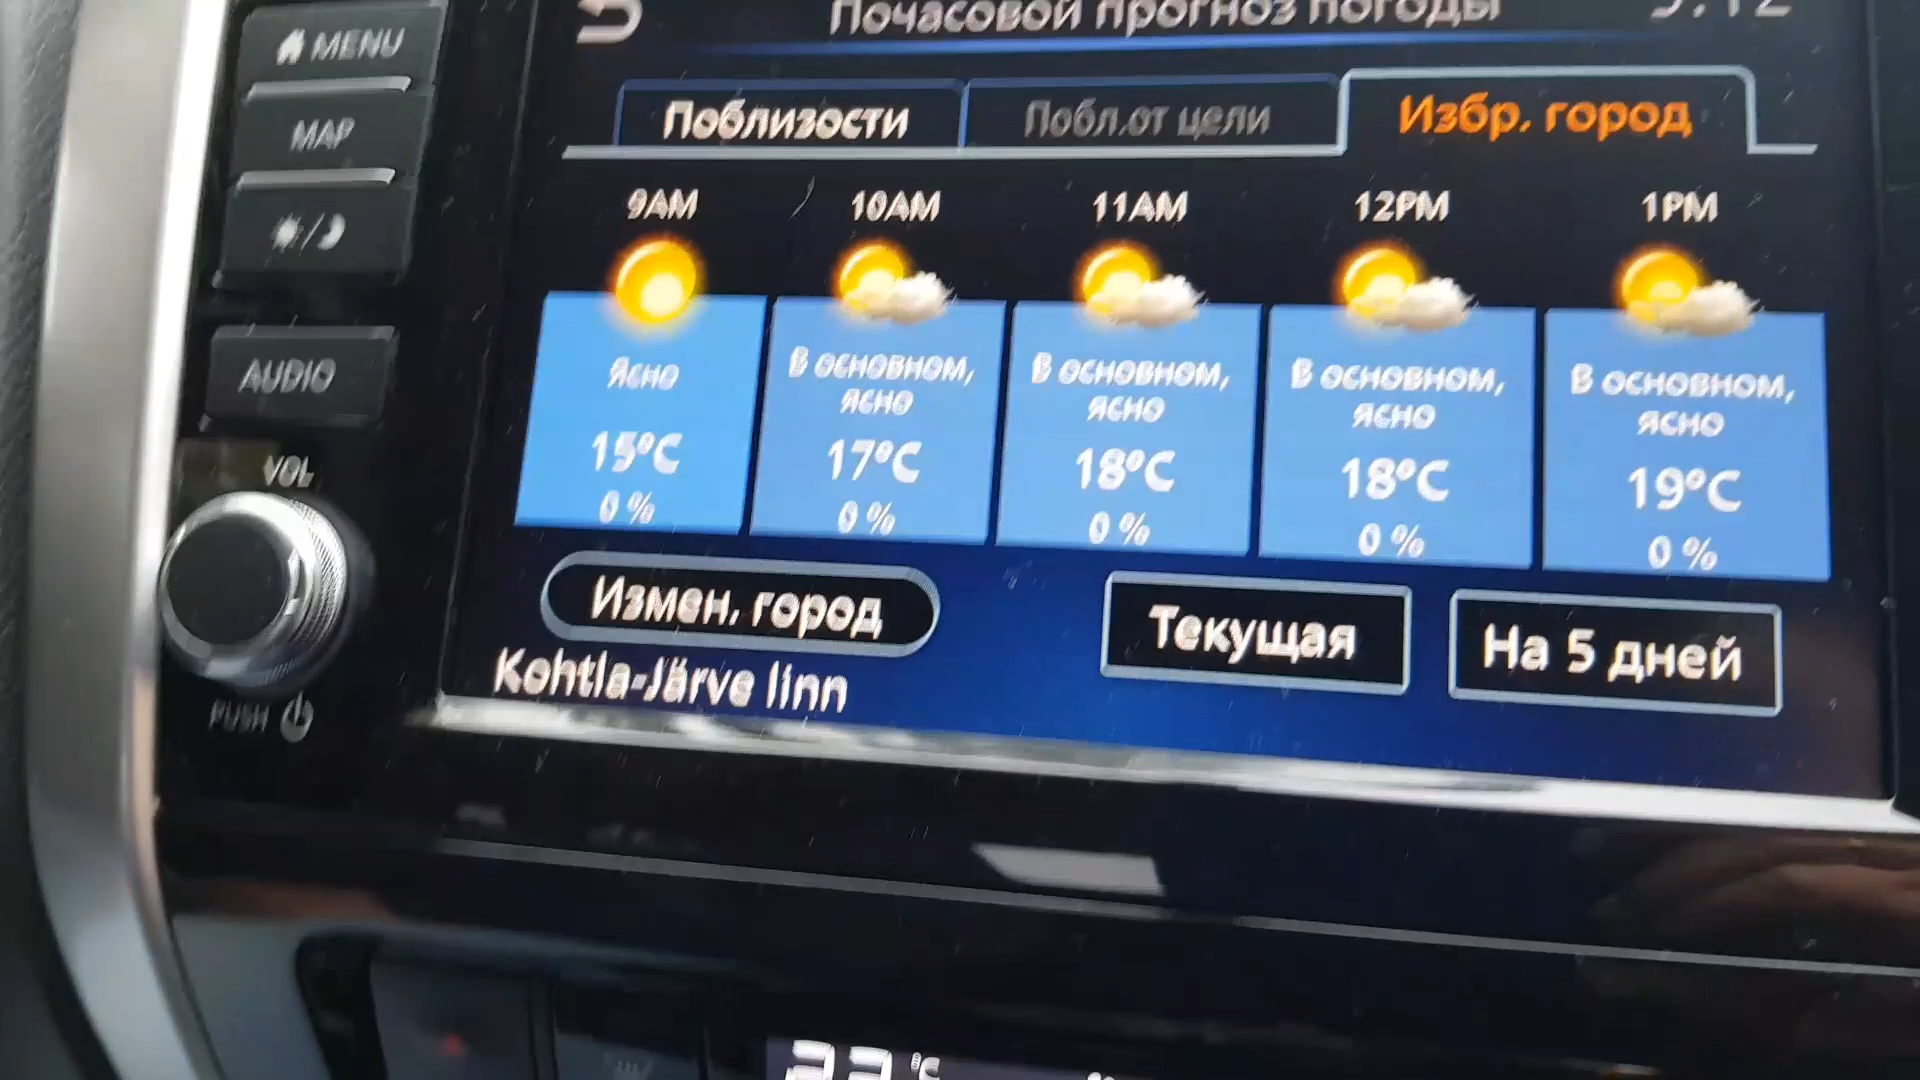 MENU
Почасовой прогноз погоды
MAP
Поблизости
Побл.от цели
Избр. город
9AM
10AM
11AM
12PM
1PM
Ясно
В основном,
ясно
В основном,
ясно
В основном,
ясно
В основном,
ясно
15°C
17°C
18°C
18°C
19°C
0 %
0 %
0 %
0 %
0 %
AUDIO
VOL
PUSH
Измен. город
Текущая
На 5 дней
Kohtla-Järve linn